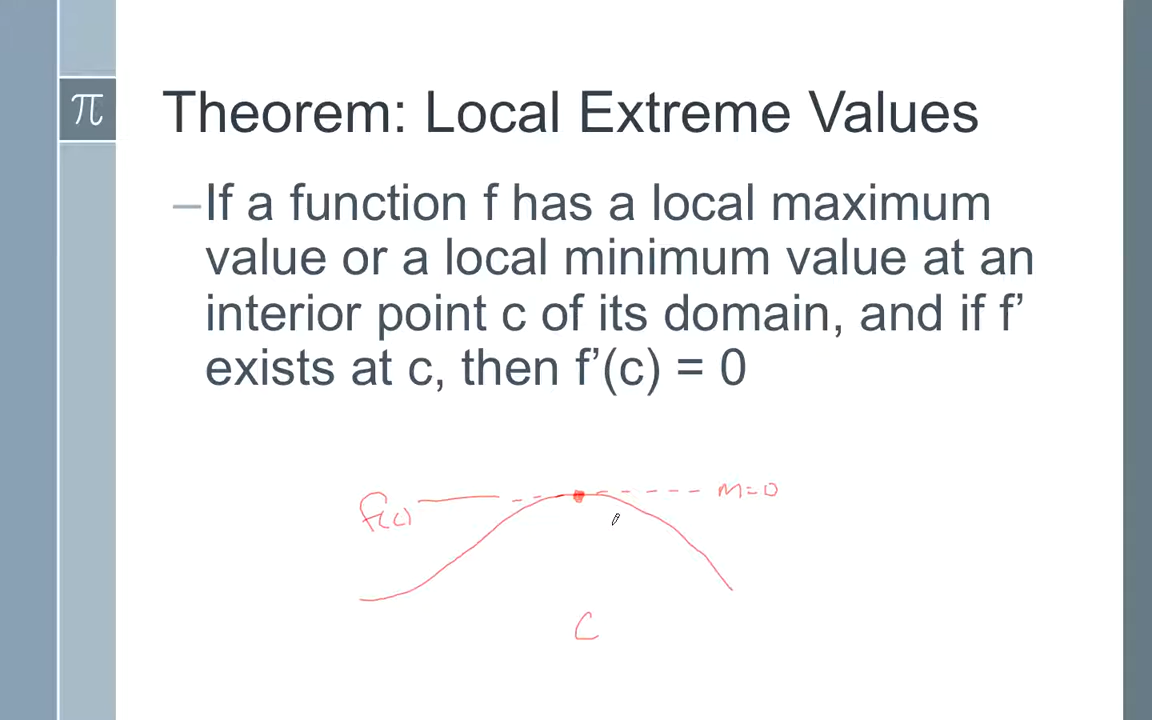 π
Theorem: Local Extreme Values
–If a function f has a local maximum
value or a local minimum value at an
interior point c of its domain, and if f’
exists at c, then f’(c) = 0
f(c)
m=0
C